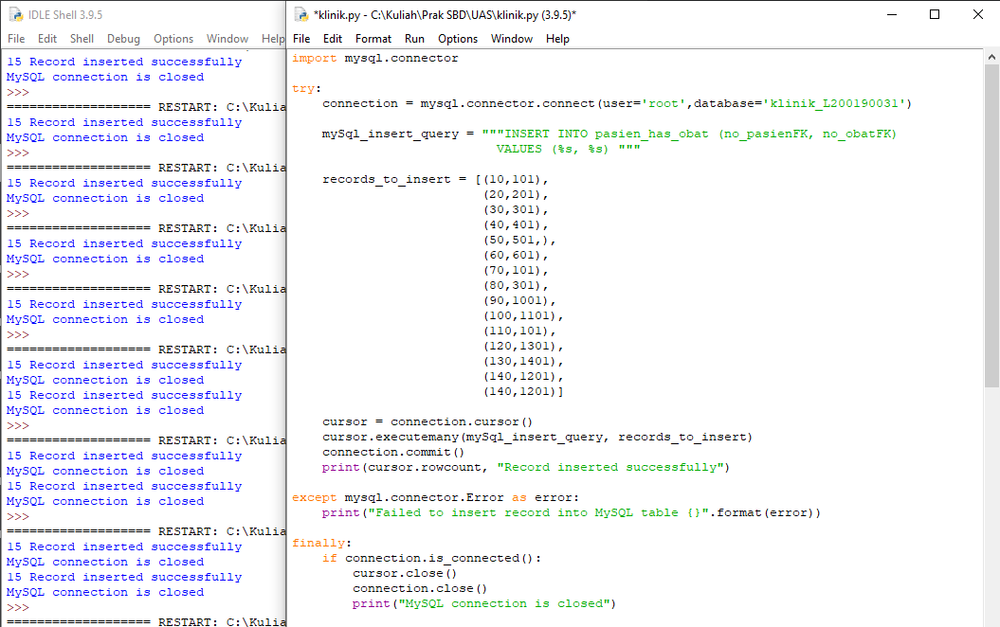 IDLE Shell 3.9.5
File Edit Shell Debug Options Window Help
15 Record inserted successfully
MySQL connection is closed
>>>
=================== RESTART: C:\Kulia
15 Record inserted successfully
MySQL connection is closed
>>>
=================== RESTART: C:\Kulia
15 Record inserted successfully
MySQL connection is closed
>>>
=================== RESTART: C:\Kulia
15 Record inserted successfully
MySQL connection is closed
>>>
=================== RESTART: C:\Kulia
15 Record inserted successfully
MySQL connection is closed
>>>
=================== RESTART: C:\Kulia
15 Record inserted successfully
MySQL connection is closed
15 Record inserted successfully
MySQL connection is closed
>>>
=================== RESTART: C:\Kulia
15 Record inserted successfully
MySQL connection is closed
15 Record inserted successfully
MySQL connection is closed
>>>
=================== RESTART: C:\Kulia
15 Record inserted successfully
MySQL connection is closed
15 Record inserted successfully
MySQL connection is closed
>>>
=================== RESTART: C:\Kulia
*klinik.py - C:\Kuliah\Prak SBD\UAS\klinik.py (3.9.5)*
File Edit Format Run Options Window Help
import mysql.connector
try:
    connection = mysql.connector.connect(user='root',database='klinik_L200190031')
    mySql_insert_query = """INSERT INTO pasien_has_obat (no_pasienFK, no_obatFK)
                           VALUES (%s, %s) """
    records_to_insert = [(10,101),
                         (20,201),
                         (30,301),
                         (40,401),
                         (50,501,),
                         (60,601),
                         (70,101),
                         (80,301),
                         (90,1001),
                         (100,1101),
                         (110,101),
                         (120,1301),
                         (130,1401),
                         (140,1201),
                         (140,1201)]
    cursor = connection.cursor()
    cursor.executemany(mySql_insert_query, records_to_insert)
    connection.commit()
    print(cursor.rowcount, "Record inserted successfully")
except mysql.connector.Error as error:
    print("Failed to insert record into MySQL table {}".format(error))
finally:
    if connection.is_connected():
        cursor.close()
        connection.close()
        print("MySQL connection is closed")